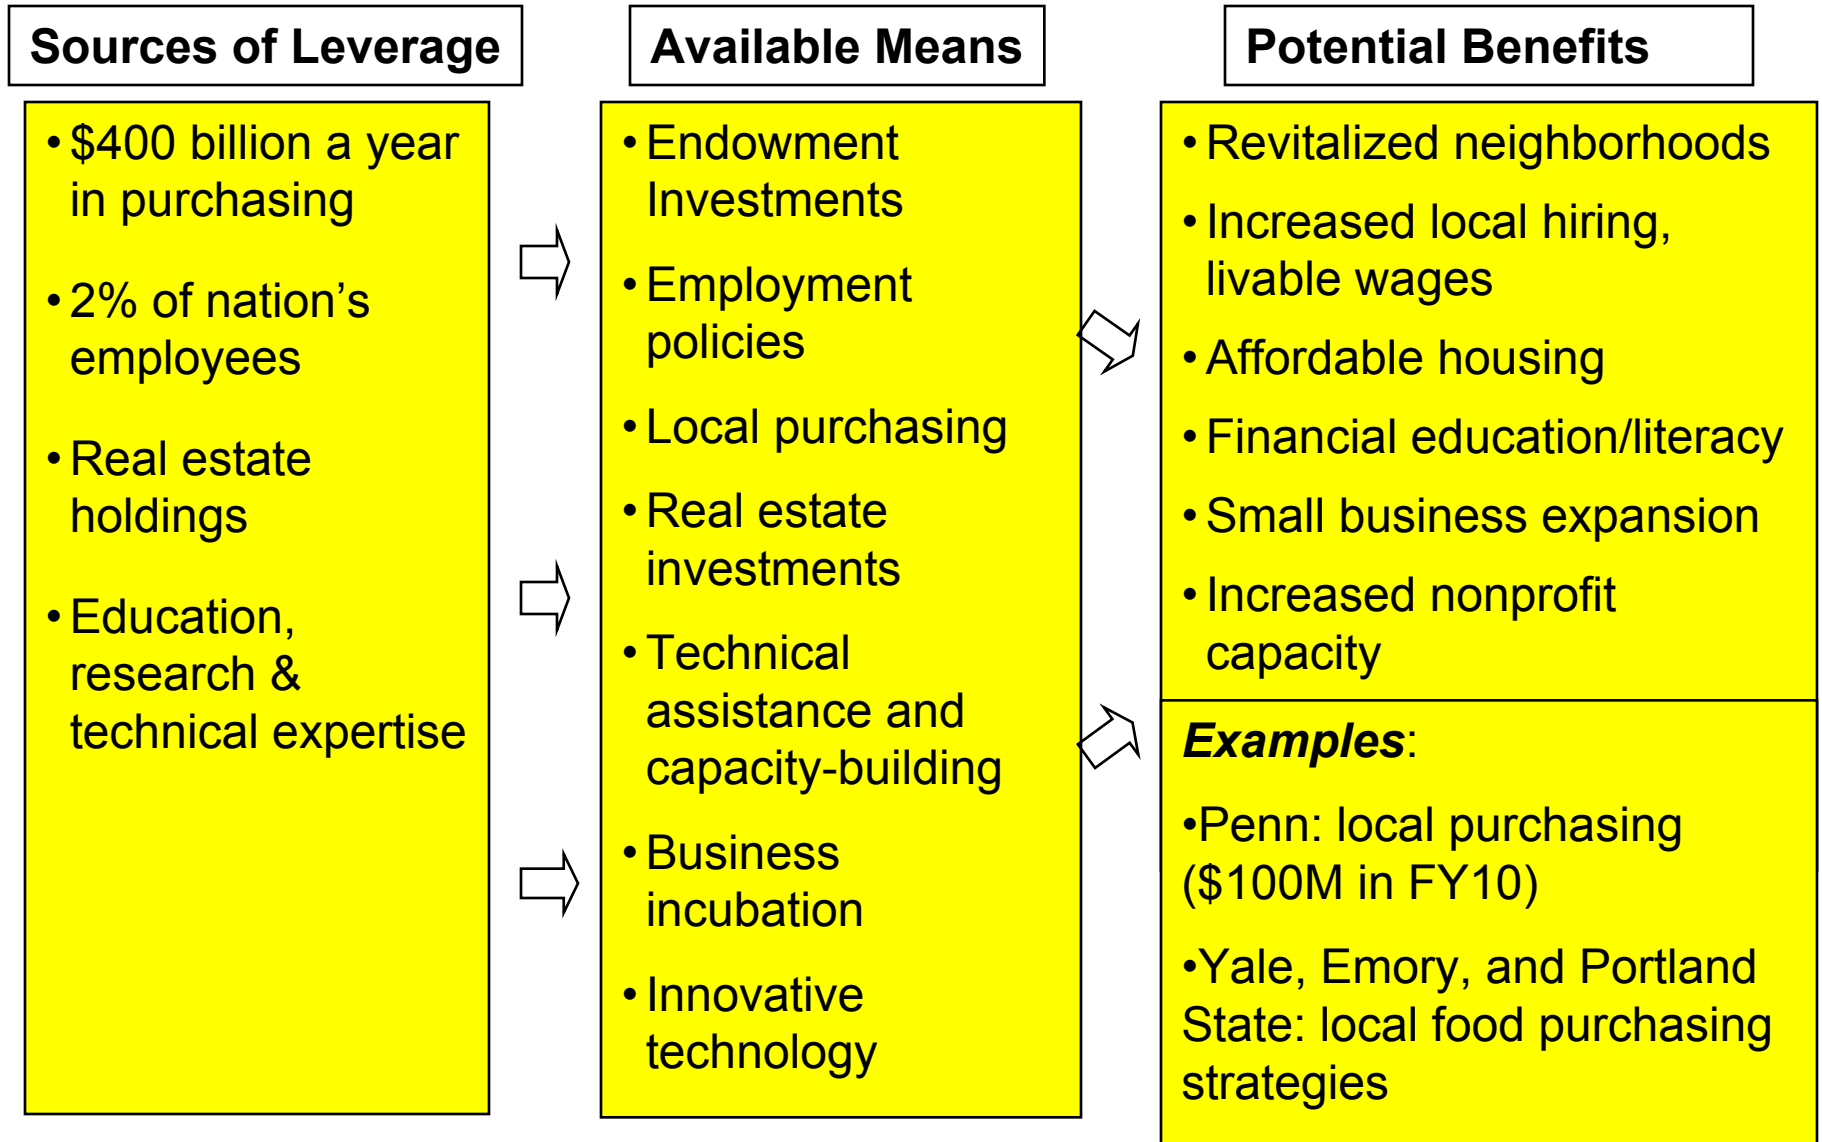 Sources of Leverage
• $400 billion a year
in purchasing
• 2% of nation’s
employees
• Real estate
holdings
• Education,
research &
technical expertise
Available Means
• Endowment
Investments
• Employment
policies
• Local purchasing
• Real estate
investments
• Technical
assistance and
capacity-building
• Business
incubation
• Innovative
technology
Potential Benefits
• Revitalized neighborhoods
• Increased local hiring,
livable wages
• Affordable housing
• Financial education/literacy
• Small business expansion
• Increased nonprofit
capacity
Examples:
•Penn: local purchasing
($100M in FY10)
•Yale, Emory, and Portland
State: local food purchasing
strategies